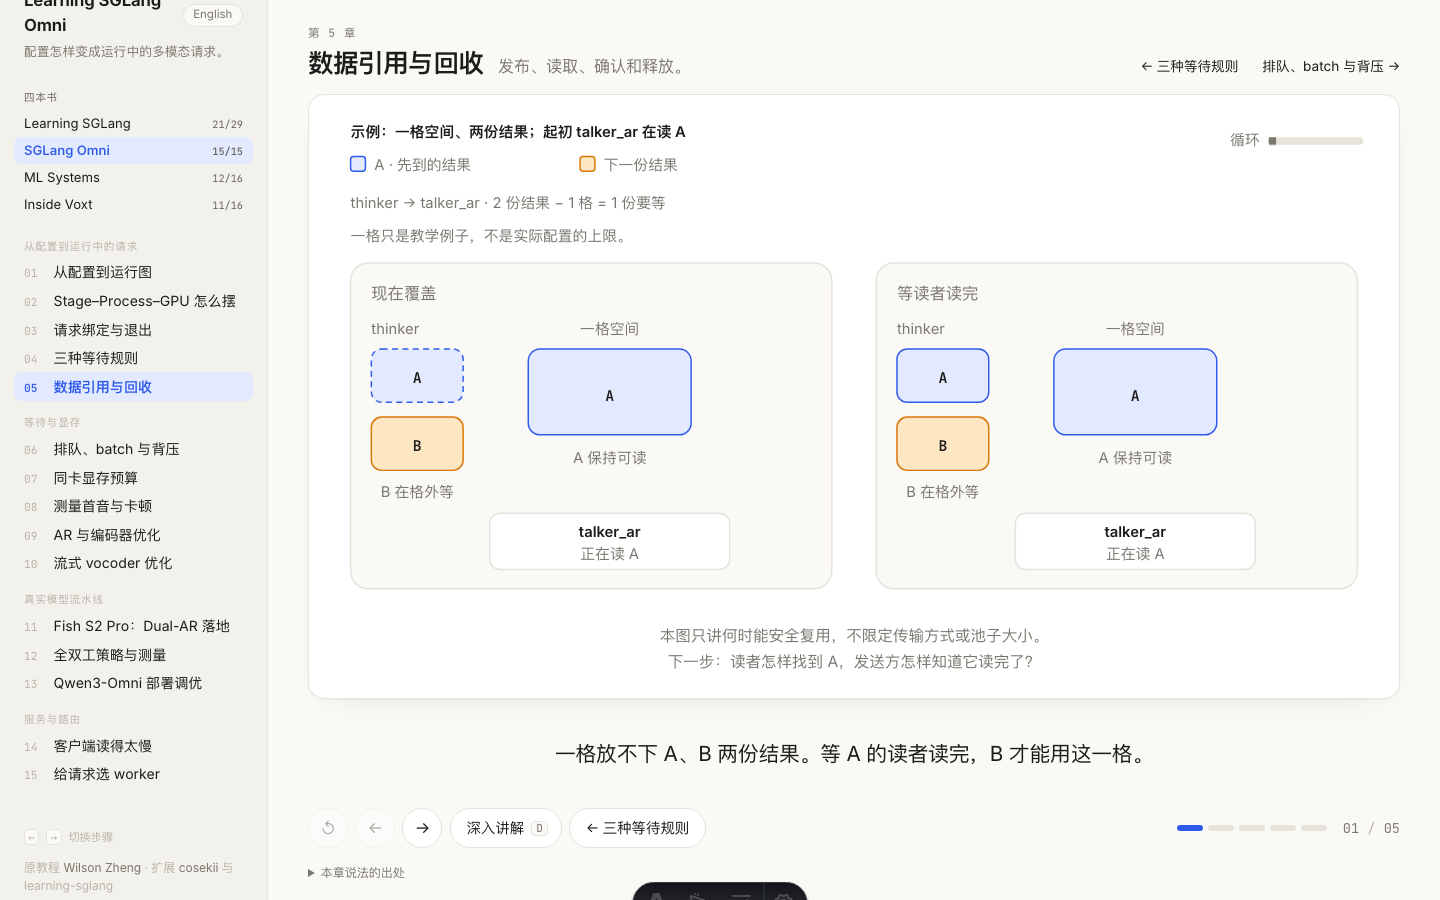 Learning SGLang
Omni
English
配置怎样变成运行中的多模态请求。
四本书
Learning SGLang 21/29
SGLang Omni 15/15
ML Systems 12/16
Inside Voxt 11/16
从配置到运行中的请求
01 从配置到运行图
02 Stage–Process–GPU 怎么摆
03 请求绑定与退出
04 三种等待规则
05 数据引用与回收
等待与显存
06 排队、batch 与背压
07 同卡显存预算
08 测量首音与卡顿
09 AR 与编码器优化
10 流式 vocoder 优化
真实模型流水线
11 Fish S2 Pro：Dual-AR 落地
12 全双工策略与测量
13 Qwen3-Omni 部署调优
服务与路由
14 客户端读得太慢
15 给请求选 worker
← → 切换步骤
原教程 Wilson Zheng · 扩展 cosekii 与
learning-sglang
第 5 章
数据引用与回收 发布、读取、确认和释放。
← 三种等待规则 排队、batch 与背压 →
示例：一格空间、两份结果；起初 talker_ar 在读 A
循环
A · 先到的结果 下一份结果
thinker → talker_ar · 2 份结果 − 1 格 = 1 份要等
一格只是教学例子，不是实际配置的上限。
现在覆盖
thinker 一格空间
A
A
B
A 保持可读
B 在格外等
talker_ar
正在读 A
等读者读完
thinker 一格空间
A
A
B
A 保持可读
B 在格外等
talker_ar
正在读 A
本图只讲何时能安全复用，不限定传输方式或池子大小。
下一步：读者怎样找到 A，发送方怎样知道它读完了？
一格放不下 A、B 两份结果。等 A 的读者读完，B 才能用这一格。
← → 深入讲解 D ← 三种等待规则
01 / 05
▶ 本章说法的出处